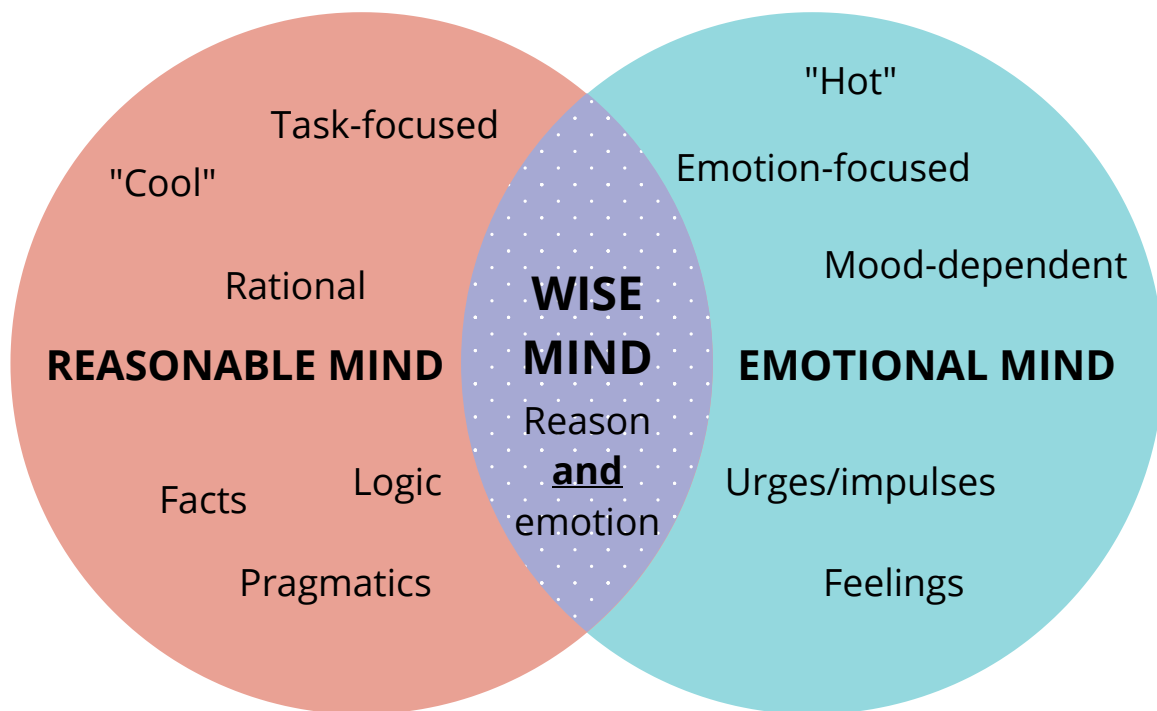 Task-focused
"Cool"
Rational
REASONABLE MIND
Facts
Logic
Pragmatics
WISE
MIND
Reason
and
emotion
"Hot"
Emotion-focused
Mood-dependent
EMOTIONAL MIND
Urges/impulses
Feelings